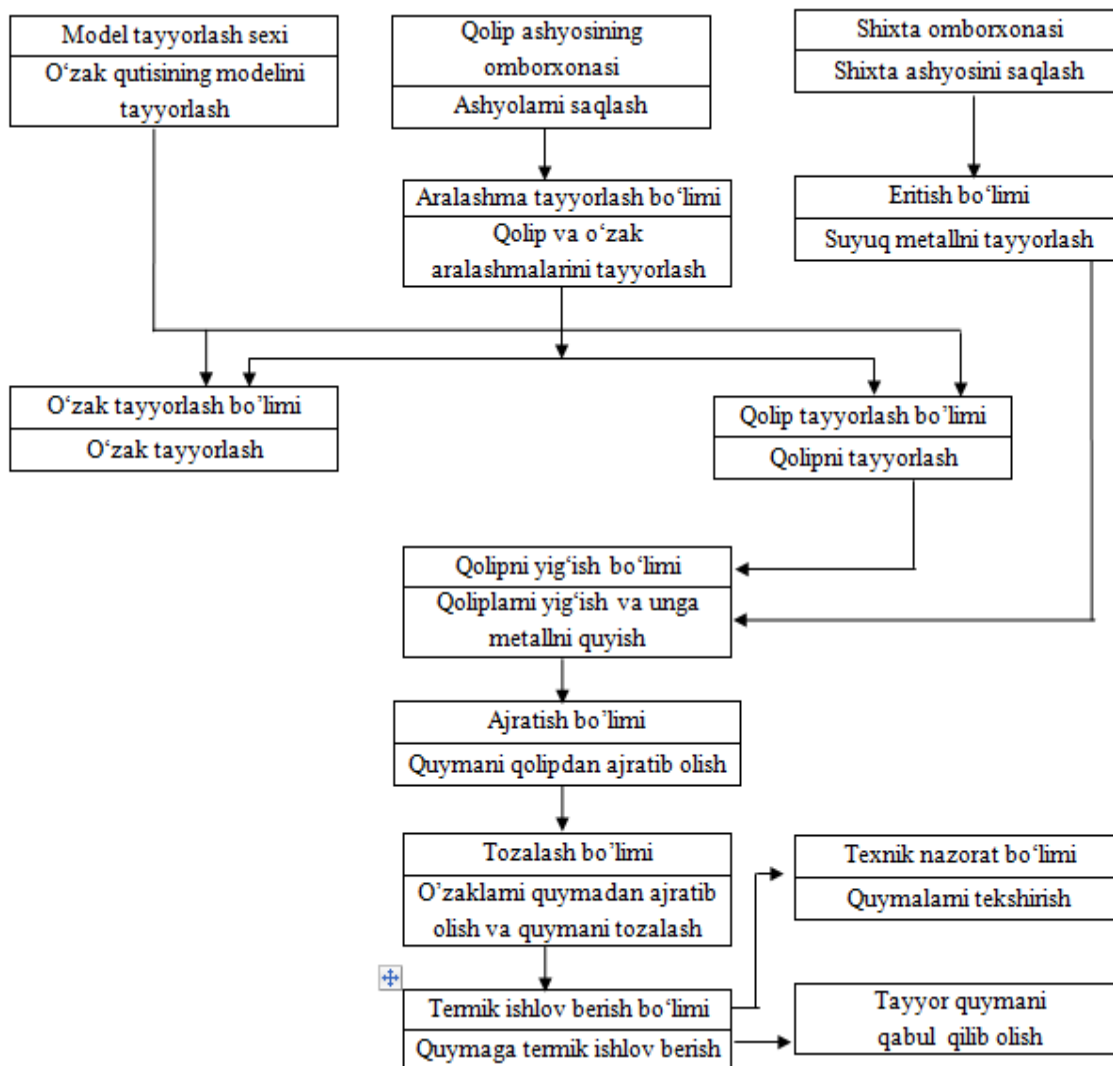 Model tayyorlash sexi
O‘zak qutisining modelini
tayyorlash
Qolip ashyosining
omborxonasi
Ashyolarni saqlash
Shixta omborxonasi
Shixta ashyosini saqlash
Aralashma tayyorlash bo‘limi
Qolip va o‘zak
aralashmalarini tayyorlash
Eritish bo‘limi
Suyuq metallni tayyorlash
O‘zak tayyorlash bo’limi
O‘zak tayyorlash
Qolip tayyorlash bo‘limi
Qolipni tayyorlash
Qolipni yig‘ish bo‘limi
Qoliplarni yig‘ish va unga
metallni quyish
Ajratish bo’limi
Quymani qolipdan ajratib olish
Tozalash bo’limi
O’zaklarni quymadan ajratib
olish va quymani tozalash
Texnik nazorat bo’limi
Quymalarni tekshirish
Termik ishlov berish bo‘limi
Quymaga termik ishlov berish
Tayyor quymani
qabul qilib olish